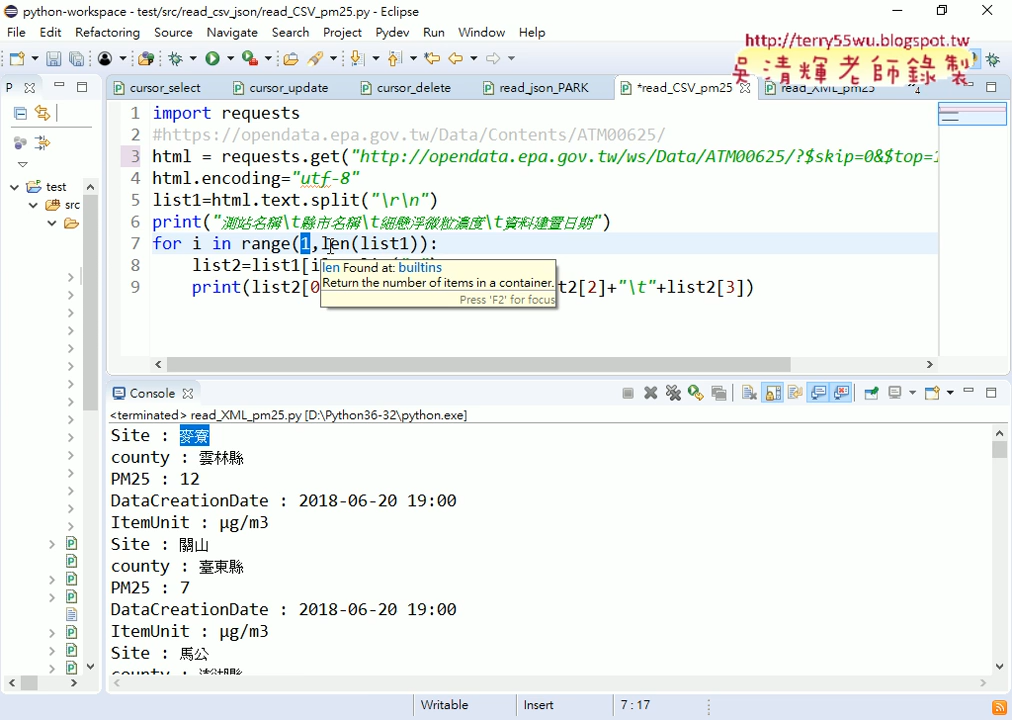 python-workspace - test/src/read_csv_json/read_CSV_pm25.py - Eclipse
File Edit Refactoring Source Navigate Search Project Pydev Run Window Help
http://terry55wu.blogspot.tw
吳清輝老師錄製
P
cursor_select
cursor_update
cursor_delete
read_json_PARK
*read_CSV_pm25
read_XML_pm25
test
src
1 import requests
2 #https://opendata.epa.gov.tw/Data/Contents/ATM00625/
3 html = requests.get("http://opendata.epa.gov.tw/ws/Data/ATM00625/?$skip=0&$top=1
4 html.encoding="utf-8"
5 list1=html.text.split("\r\n")
6 print("測站名稱\t縣市名稱\t細懸浮微粒濃度\t資料建置日期")
7 for i in range(1,len(list1)):
8 list2=list1[i
9 print(list2[0 t2[2]+"\t"+list2[3])
len Found at: builtins
Return the number of items in a container.
Press 'F2' for focus
Console
<terminated> read_XML_pm25.py [D:\Python36-32\python.exe]
Site : 麥寮
county : 雲林縣
PM25 : 12
DataCreationDate : 2018-06-20 19:00
ItemUnit : μg/m3
Site : 關山
county : 臺東縣
PM25 : 7
DataCreationDate : 2018-06-20 19:00
ItemUnit : μg/m3
Site : 馬公
county : 澎湖縣
Writable
Insert
7 : 17